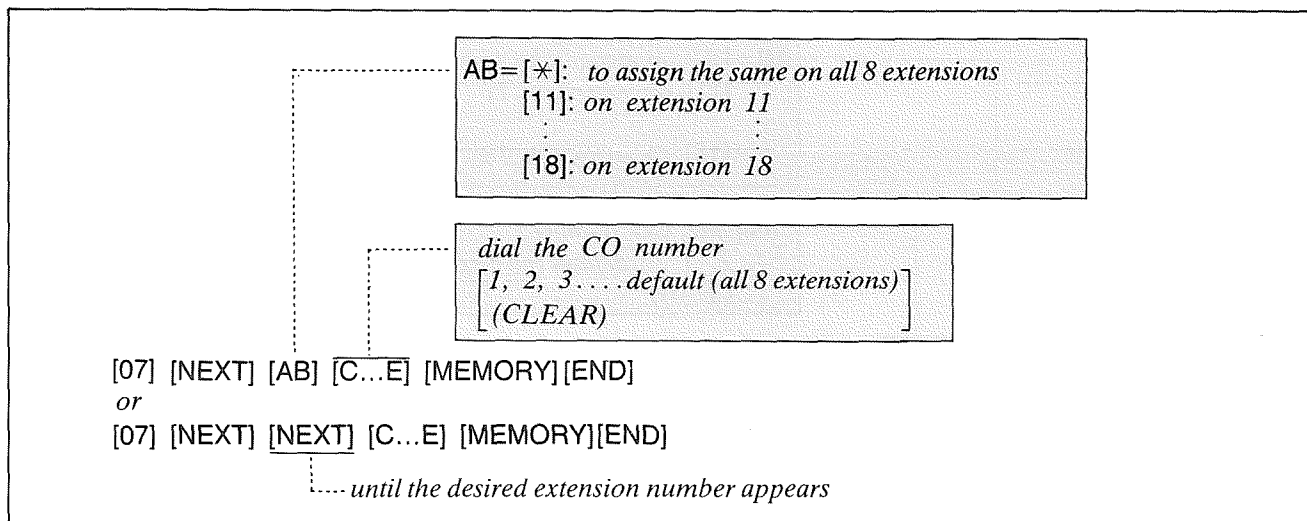 AB=[✳]: to assign the same on all 8 extensions
[11]: on extension 11
: :
[18]: on extension 18
dial the CO number
[1, 2, 3....default (all 8 extensions)
(CLEAR)]
[07] [NEXT] [AB] [C...E] [MEMORY][END]
or
[07] [NEXT] [NEXT] [C...E] [MEMORY][END]
until the desired extension number appears